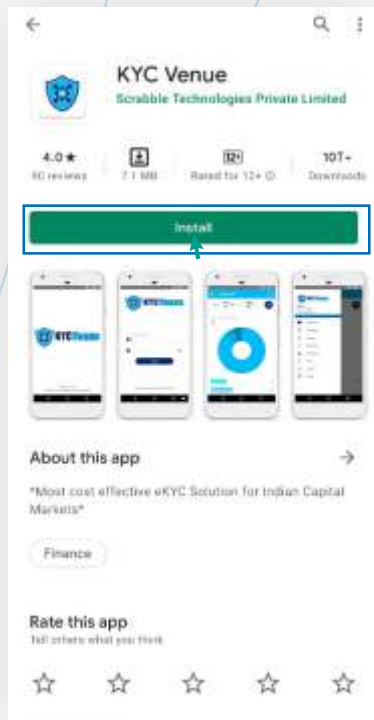 KYC Venue
Scrabble Technologies Private Limited
4.0★
90 reviews
7.1 MB
12+
Rated for 12+
10T+
Downloads
Install
KYCVenue
KYCVenue
About this app
*Most cost effective eKYC Solution for Indian Capital
Markets*
Finance
Rate this app
Tell others what you think